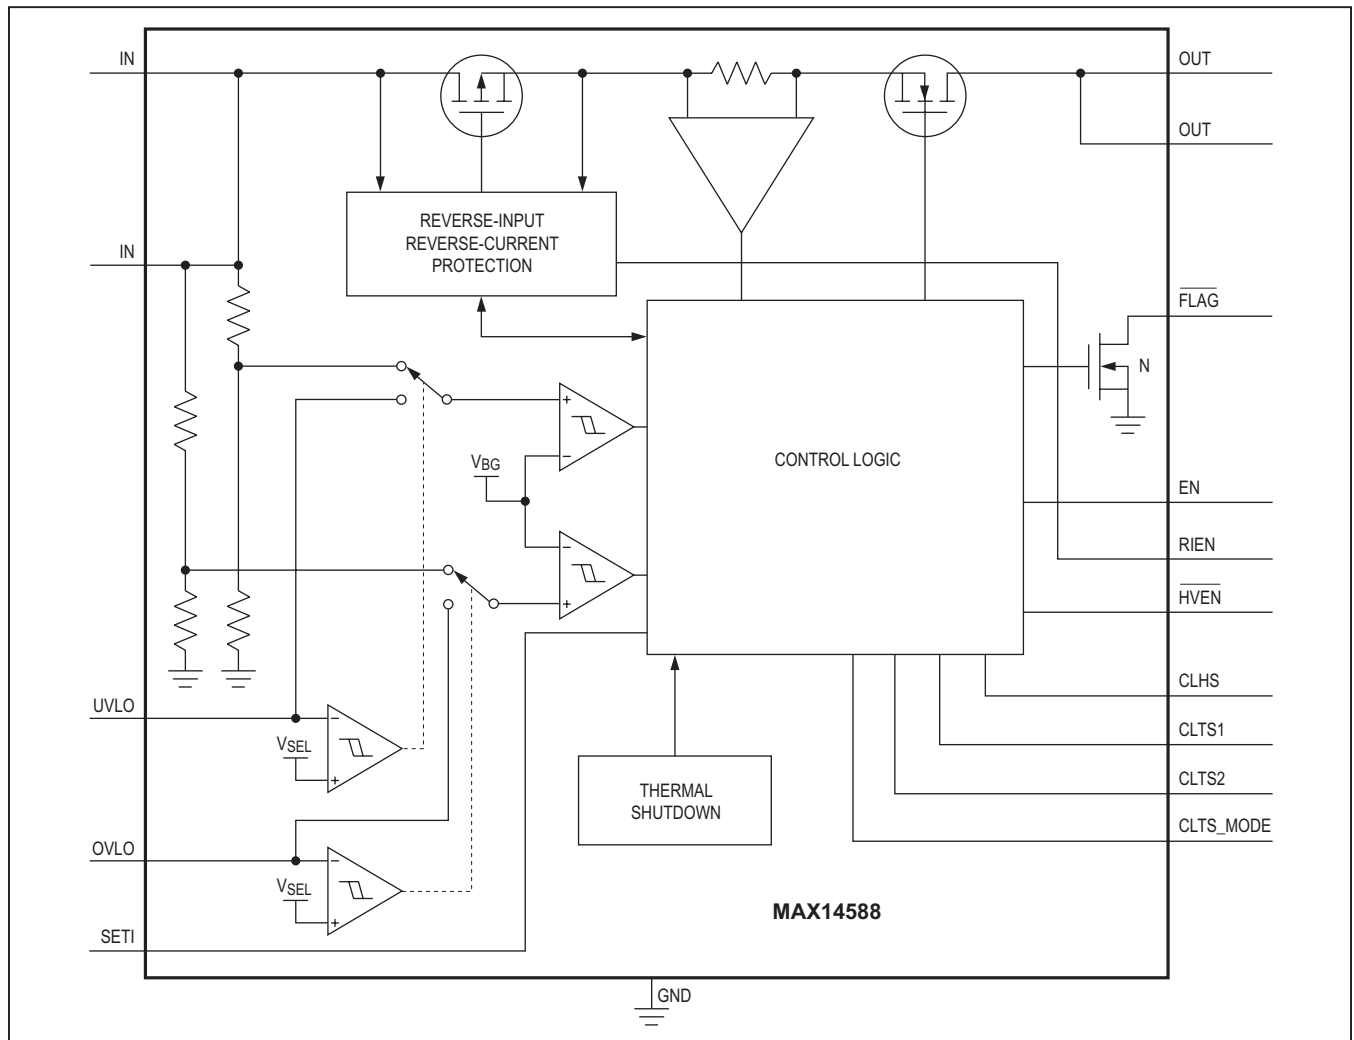 IN
OUT
OUT
REVERSE-INPUT
REVERSE-CURRENT
PROTECTION
IN
FLAG
N
VBG
CONTROL LOGIC
EN
RIEN
HVEN
CLHS
UVLO
VSEL
CLTS1
THERMAL
SHUTDOWN
CLTS2
CLTS_MODE
OVLO
VSEL
MAX14588
SETI
GND
+
−
−
+
−
+
−
+